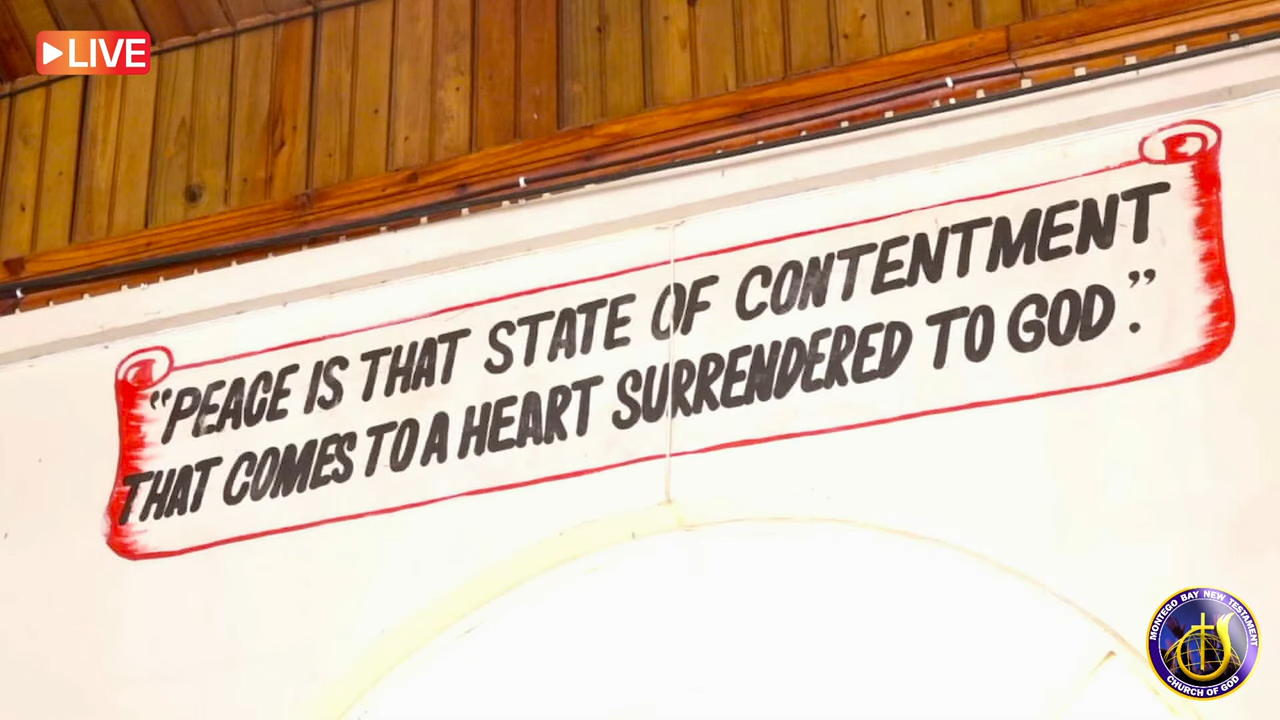 LIVE
“PEACE IS THAT STATE OF CONTENTMENT
THAT COMES TO A HEART SURRENDERED TO GOD.”
MONTEGO BAY NEW TESTAMENT
CHURCH OF GOD